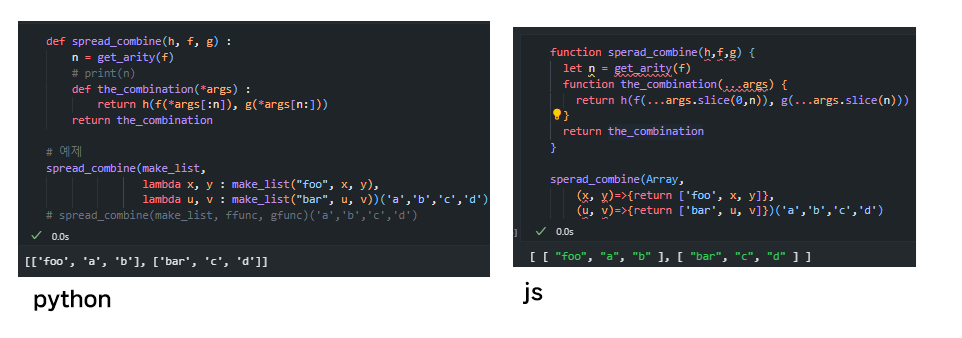 def spread_combine(h, f, g) :
    n = get_arity(f)
    # print(n)
    def the_combination(*args) :
        return h(f(*args[:n]), g(*args[n:]))
    return the_combination
# 예제
spread_combine(make_list,
               lambda x, y : make_list("foo", x, y),
               lambda u, v : make_list("bar", u, v))('a','b','c','d')
# spread_combine(make_list, ffunc, gfunc)('a','b','c','d')
0.0s
[['foo', 'a', 'b'], ['bar', 'c', 'd']]
python
function sperad_combine(h,f,g) {
  let n = get_arity(f)
  function the_combination(...args) {
    return h(f(...args.slice(0,n)), g(...args.slice(n)))
  }
  return the_combination
}
sperad_combine(Array,
    (x, y)=>{return ['foo', x, y]},
    (u, v)=>{return ['bar', u, v]})('a','b','c','d')
0.0s
[ [ "foo", "a", "b" ], [ "bar", "c", "d" ] ]
js